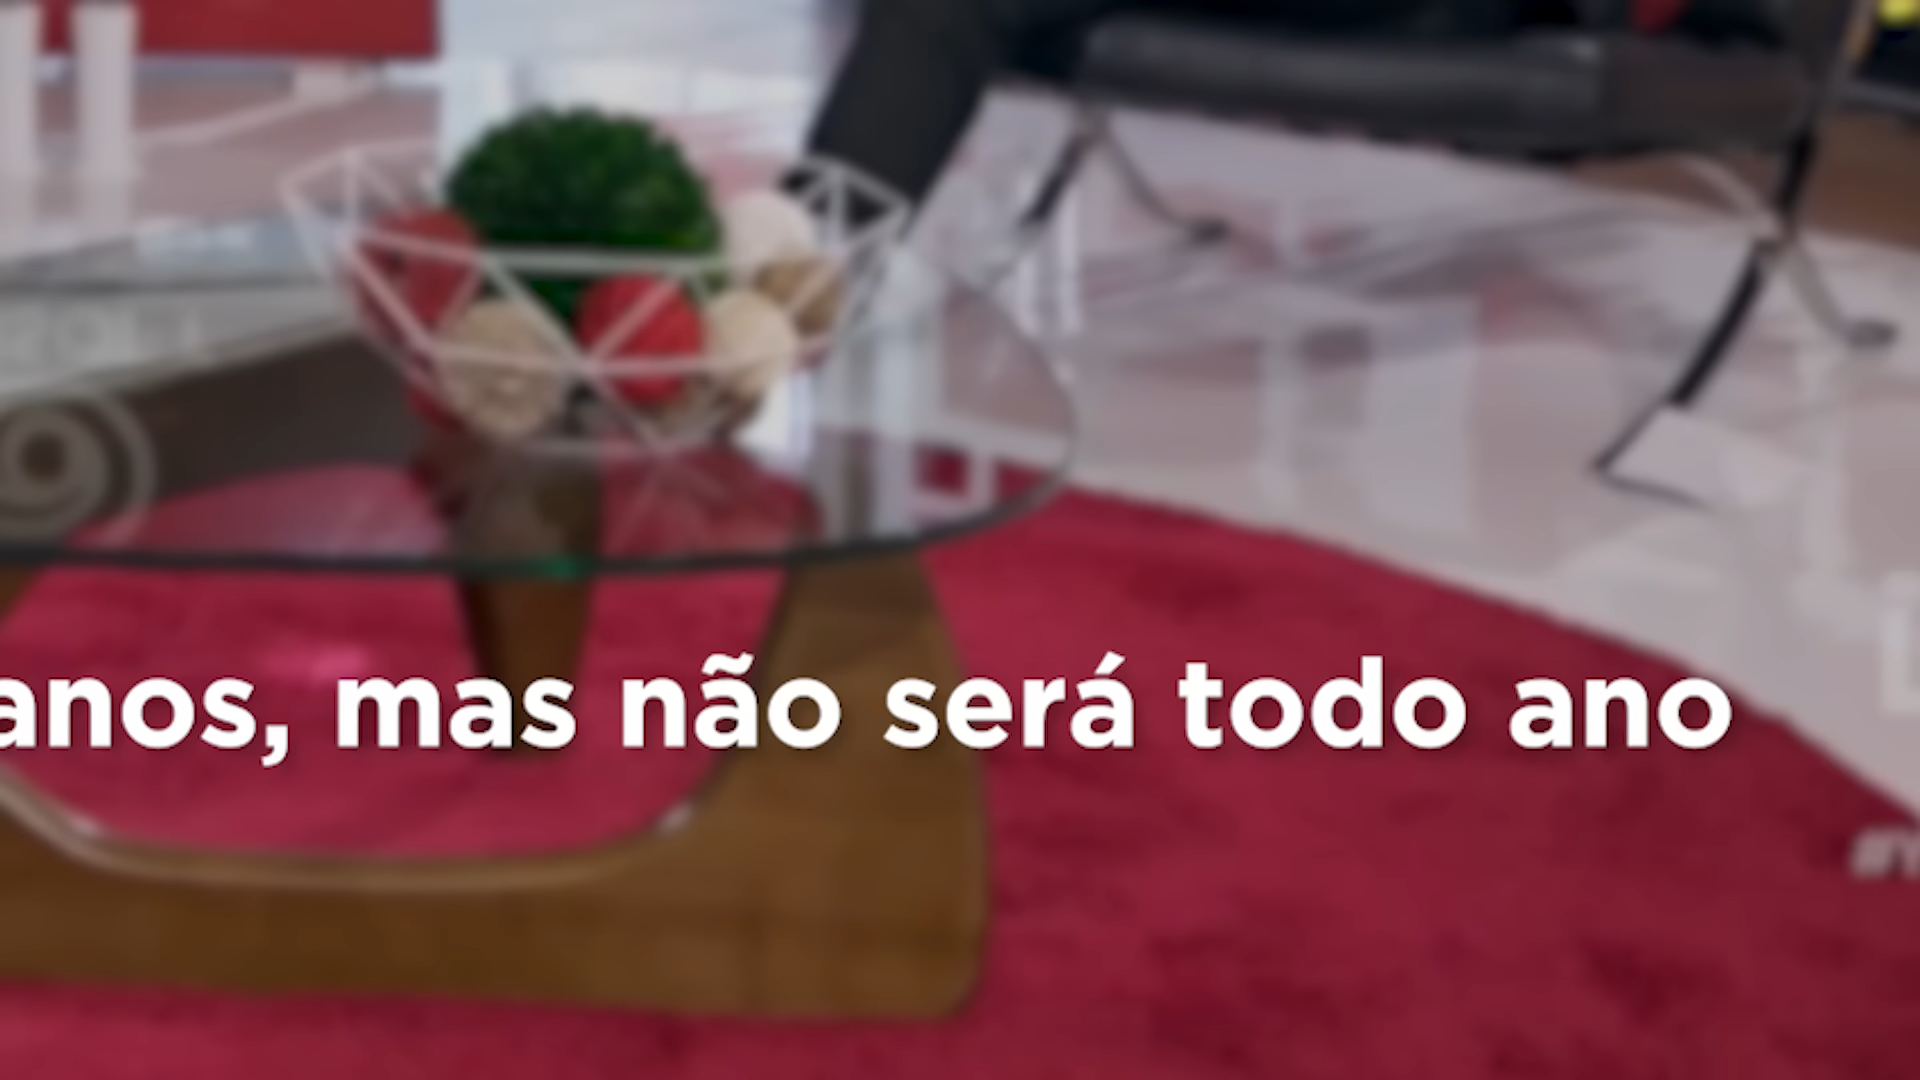 anos, mas não será todo ano